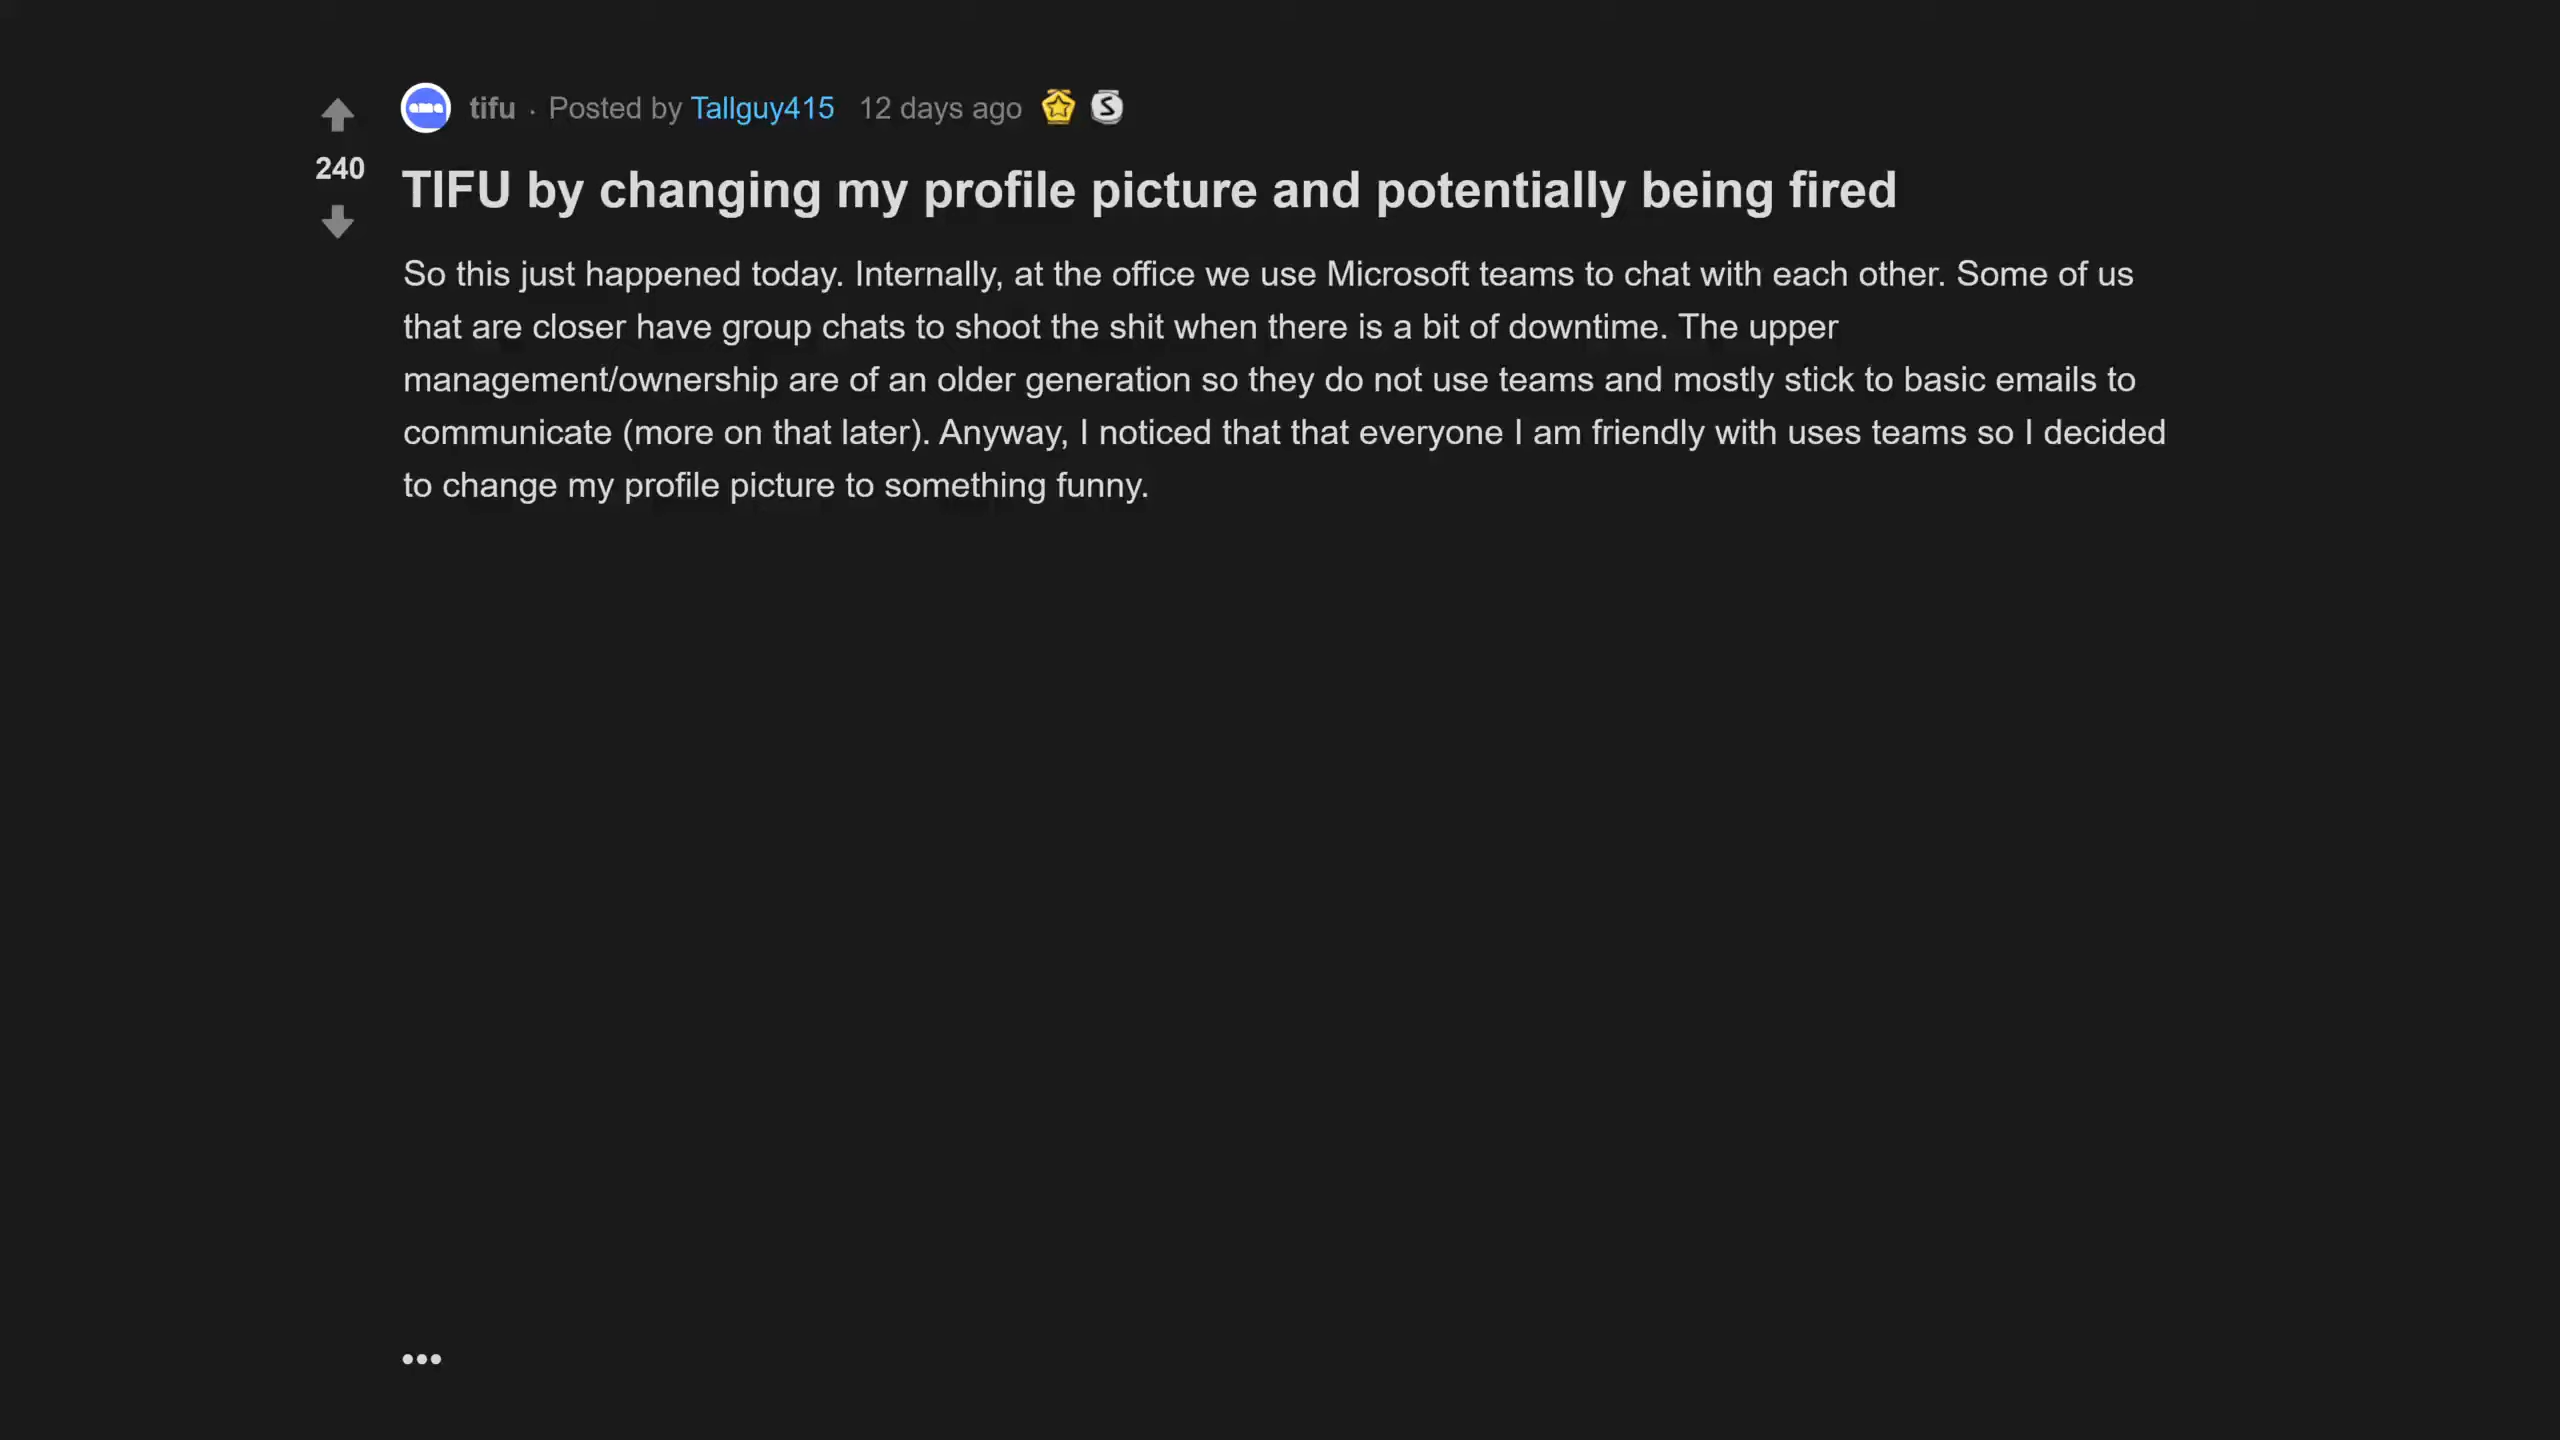 tifu · Posted by Tallguy415 12 days ago
240
TIFU by changing my profile picture and potentially being fired
So this just happened today. Internally, at the office we use Microsoft teams to chat with each other. Some of us
that are closer have group chats to shoot the shit when there is a bit of downtime. The upper
management/ownership are of an older generation so they do not use teams and mostly stick to basic emails to
communicate (more on that later). Anyway, I noticed that that everyone I am friendly with uses teams so I decided
to change my profile picture to something funny.
•••